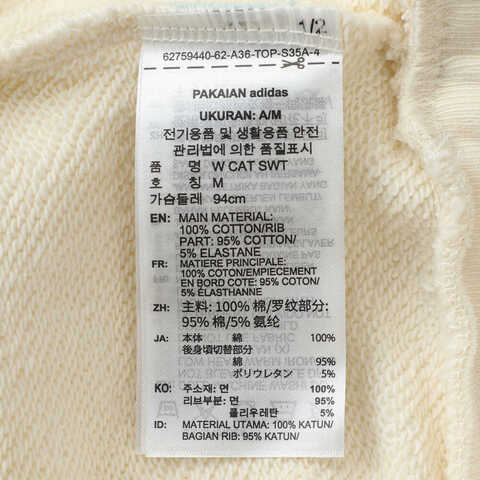 1/2
62759440-62-A36-TOP-S35A-4
PAKAIAN adidas
UKURAN: A/M
전기용품 및 생활용품 안전
관리법에 의한 품질표시
품 명 W CAT SWT
호 칭 M
가슴둘레 94cm
EN: MAIN MATERIAL:
100% COTTON/RIB
PART: 95% COTTON/
5% ELASTANE
FR: MATIERE PRINCIPALE:
100% COTON/EMPIECEMENT
EN BORD COTE: 95% COTON/
5% ÉLASTHANNE
ZH: 主料: 100% 棉/罗纹部分:
95% 棉/5% 氨纶
JA: 本体 綿 100%
後身頃切替部分
綿 95%
ポリウレタン 5%
KO: 주소재: 면 100%
리브부분: 면 95%
폴리우레탄 5%
ID: MATERIAL UTAMA: 100% KATUN/
BAGIAN RIB: 95% KATUN/